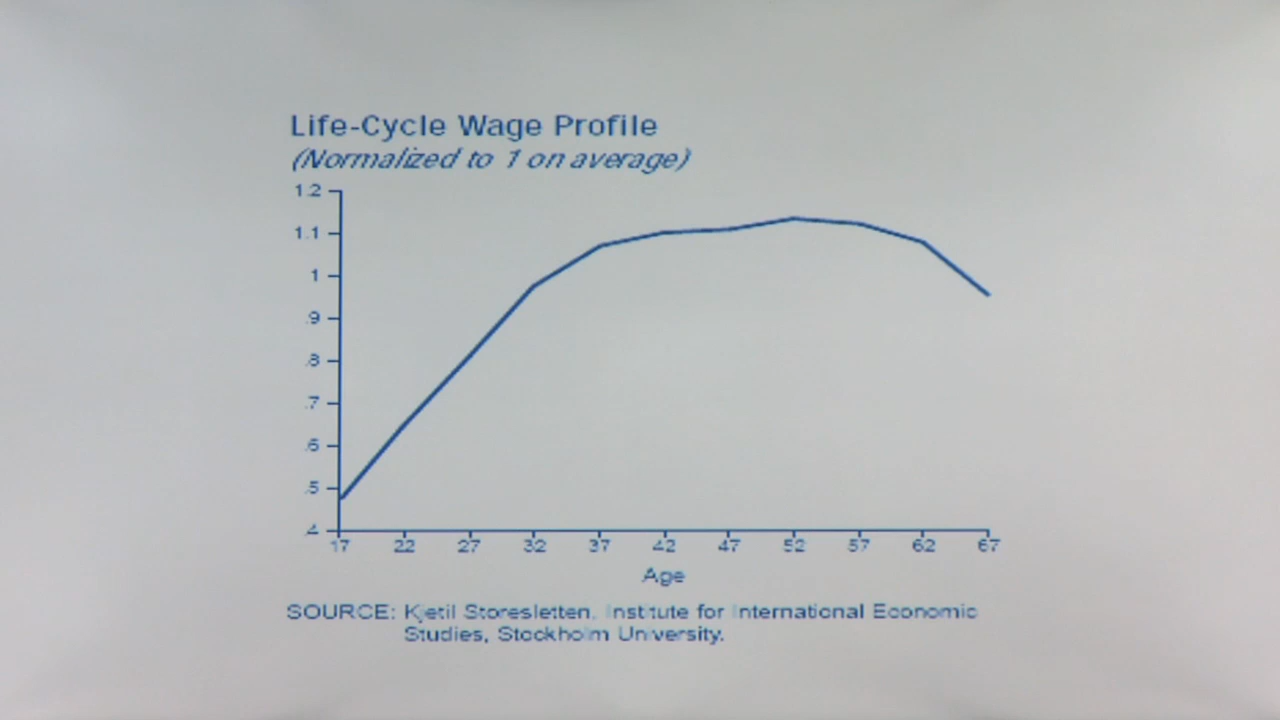 Life-Cycle Wage Profile
(Normalized to 1 on average)
1.2
1.1
1
.9
.8
.7
.6
.5
.4
17 22 27 32 37 42 47 52 57 62 67
Age
SOURCE: Kjetil Storesletten, Institute for International Economic
Studies, Stockholm University.